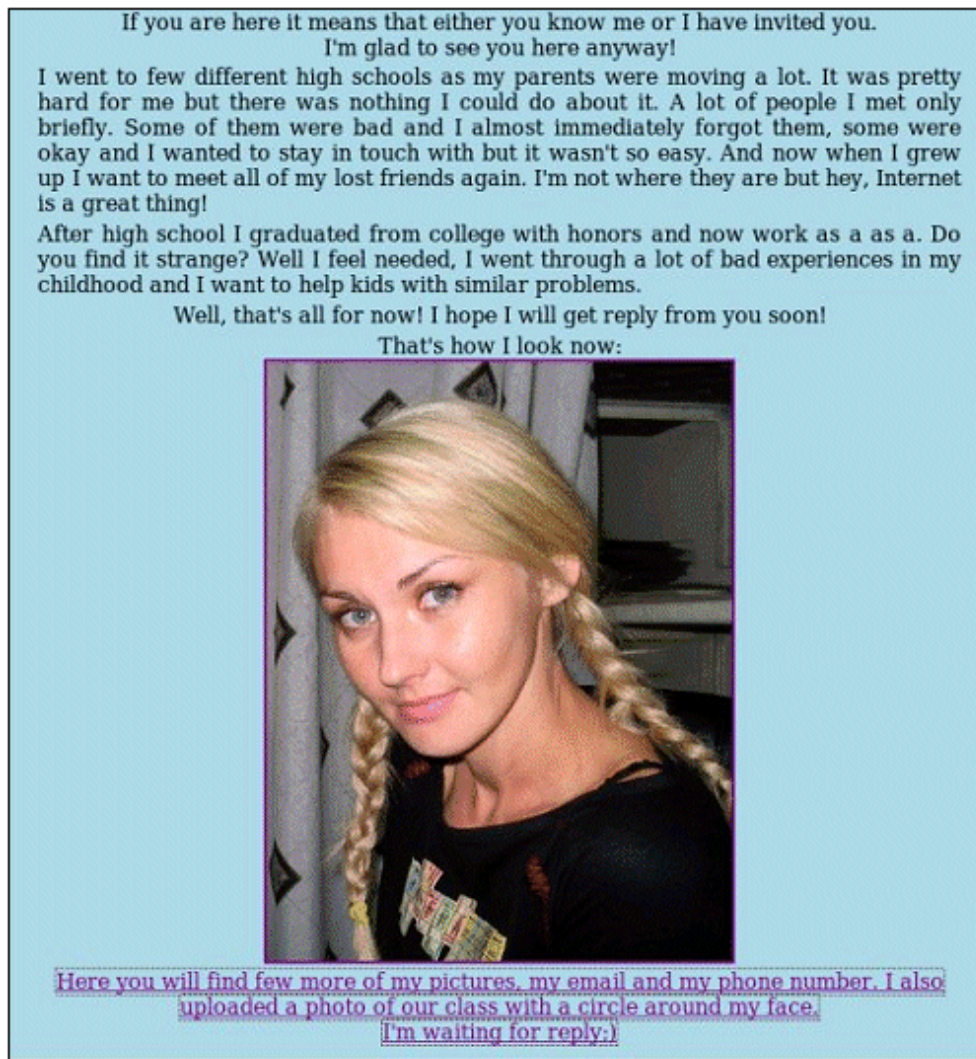 If you are here it means that either you know me or I have invited you.
I'm glad to see you here anyway!
I went to few different high schools as my parents were moving a lot. It was pretty
hard for me but there was nothing I could do about it. A lot of people I met only
briefly. Some of them were bad and I almost immediately forgot them, some were
okay and I wanted to stay in touch with but it wasn't so easy. And now when I grew
up I want to meet all of my lost friends again. I'm not where they are but hey, Internet
is a great thing!
After high school I graduated from college with honors and now work as a as a. Do
you find it strange? Well I feel needed, I went through a lot of bad experiences in my
childhood and I want to help kids with similar problems.
Well, that's all for now! I hope I will get reply from you soon!
That's how I look now:
Here you will find few more of my pictures, my email and my phone number. I also
uploaded a photo of our class with a circle around my face.
I'm waiting for reply;)